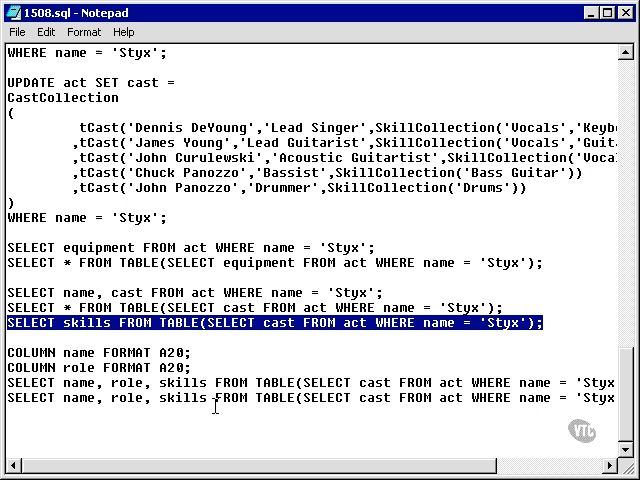 1508.sql - Notepad
File Edit Format Help
WHERE name = 'Styx';
UPDATE act SET cast =
CastCollection
(
tCast('Dennis DeYoung','Lead Singer',SkillCollection('Vocals','Keybo
,tCast('James Young','Lead Guitarist',SkillCollection('Vocals','Guita
,tCast('John Curulewski','Acoustic Guitartist',SkillCollection('Voca
,tCast('Chuck Panozzo','Bassist',SkillCollection('Bass Guitar'))
,tCast('John Panozzo','Drummer',SkillCollection('Drums'))
)
WHERE name = 'Styx';
SELECT equipment FROM act WHERE name = 'Styx';
SELECT * FROM TABLE(SELECT equipment FROM act WHERE name = 'Styx');
SELECT name, cast FROM act WHERE name = 'Styx';
SELECT * FROM TABLE(SELECT cast FROM act WHERE name = 'Styx');
SELECT skills FROM TABLE(SELECT cast FROM act WHERE name = 'Styx');
COLUMN name FORMAT A20;
COLUMN role FORMAT A20;
SELECT name, role, skills FROM TABLE(SELECT cast FROM act WHERE name = 'Styx
SELECT name, role, skills FROM TABLE(SELECT cast FROM act WHERE name = 'Styx
VTC